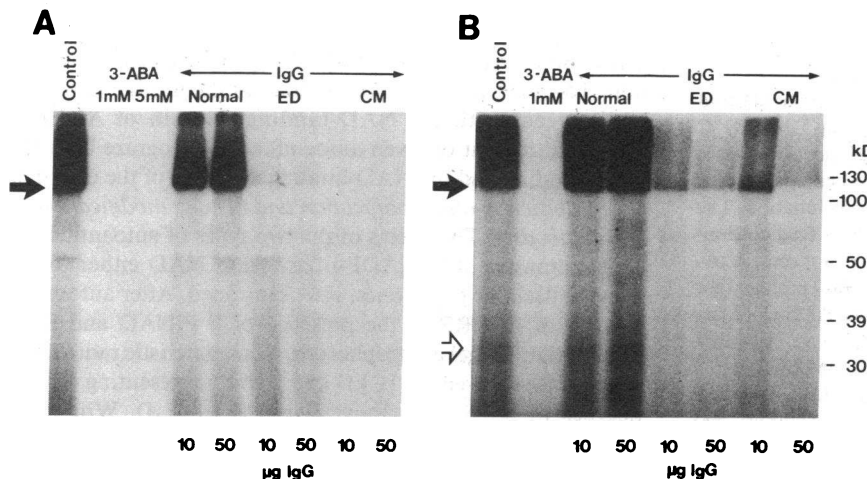 A
Control
3-ABA
IgG
1mM 5mM Normal ED CM
10 50 10 50 10 50
µg IgG
B
Control
3-ABA
IgG
1mM Normal ED CM
kD
-130
-100
- 50
- 39
- 30
10 50 10 50 10 50
µg IgG